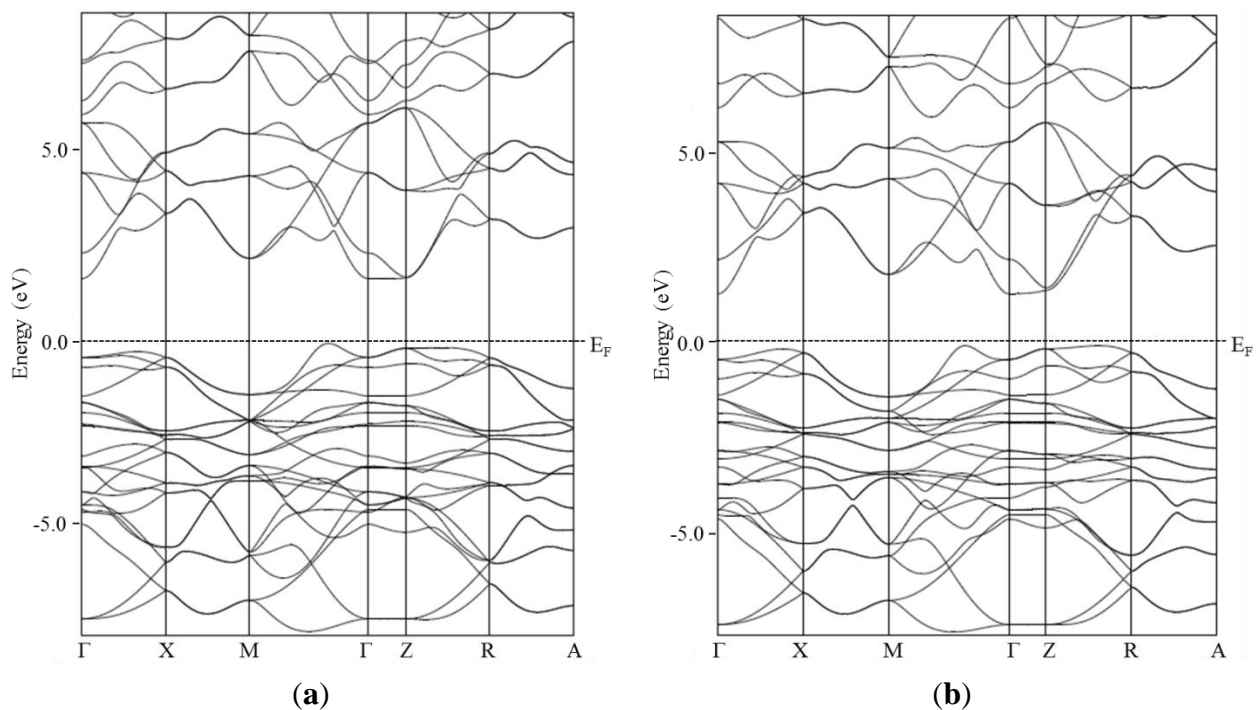 5.0
0.0
-5.0
Energy (eV)
E_F
Γ X M Γ Z R A
(a)
5.0
0.0
-5.0
Energy (eV)
E_F
Γ X M Γ Z R A
(b)